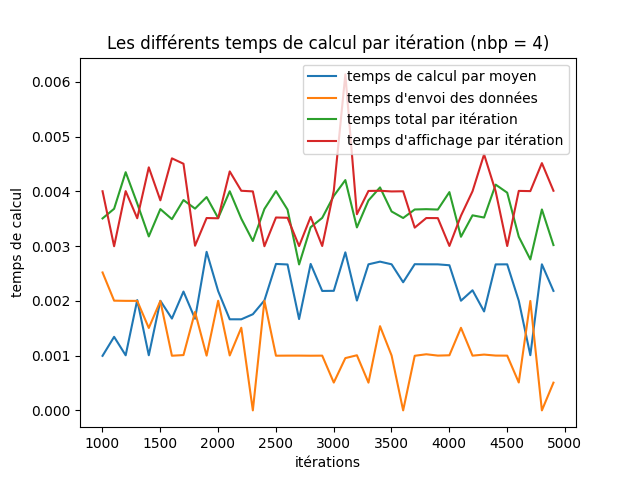 Les différents temps de calcul par itération (nbp = 4)
temps de calcul par moyen
temps d'envoi des données
temps total par itération
temps d'affichage par itération
temps de calcul
0.006
0.005
0.004
0.003
0.002
0.001
0.000
1000 1500 2000 2500 3000 3500 4000 4500 5000
itérations